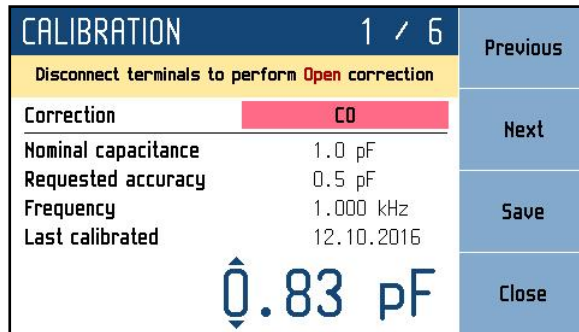 CALIBRATION 1 / 6
Disconnect terminals to perform Open correction
Correction C0
Nominal capacitance 1.0 pF
Requested accuracy 0.5 pF
Frequency 1.000 kHz
Last calibrated 12.10.2016
0.83 pF
Previous
Next
Save
Close